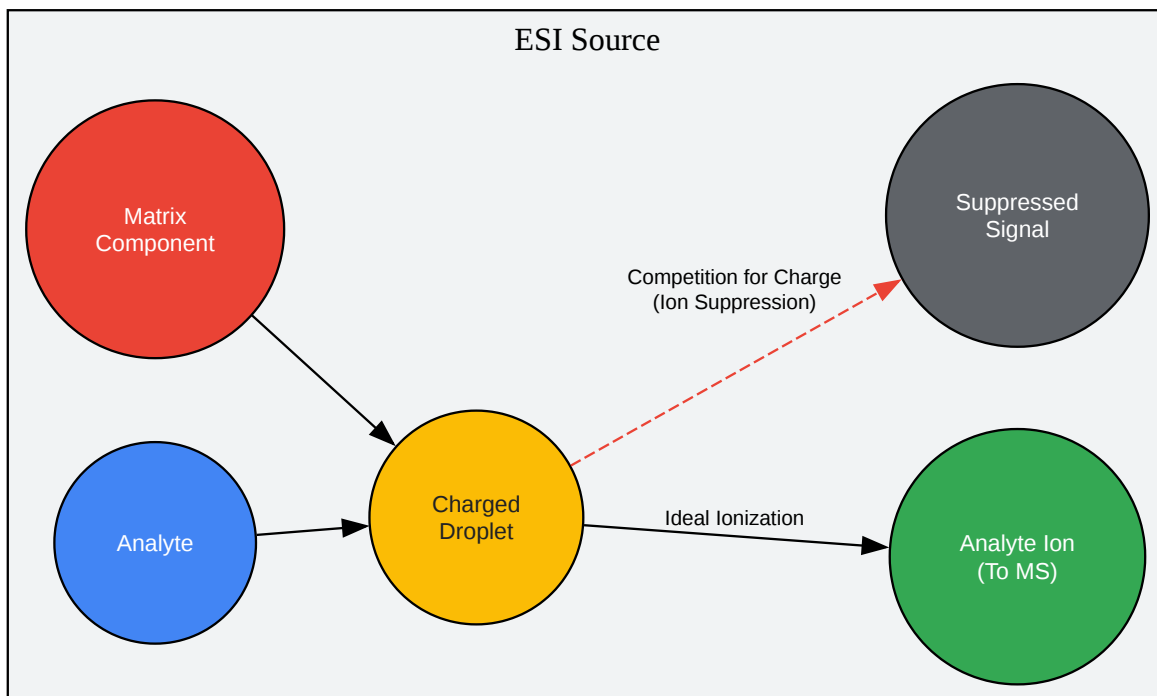 ESI Source
Matrix
Component
Suppressed
Signal
Competition for Charge
(Ion Suppression)
Analyte
Charged
Droplet
Ideal Ionization
Analyte Ion
(To MS)